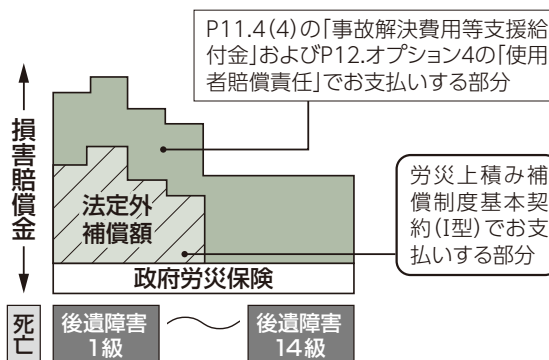 P11.4(4)の「事故解決費用等支援給
付金」およびP12.オプション4の「使用
者賠償責任」でお支払いする部分
損害賠償金
法定外
補償額
労災上積み補
償制度基本契
約(I型)でお支
払いする部分
政府労災保険
死亡
後遺障害
1級
後遺障害
14級